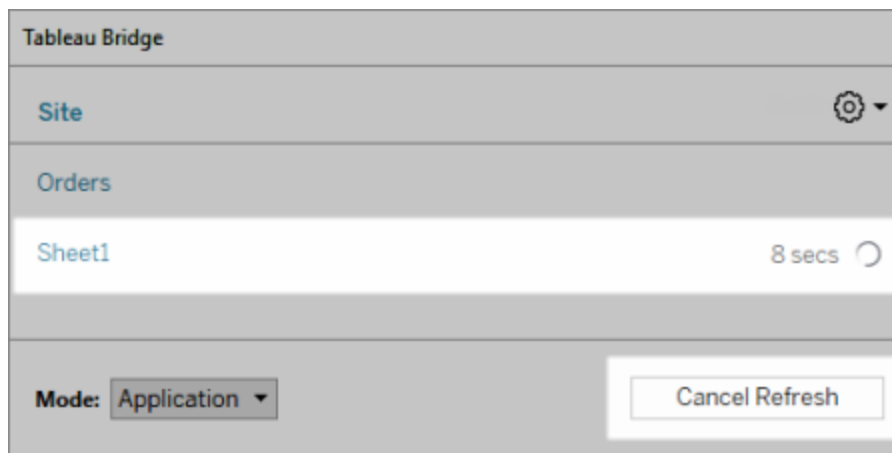 Tableau Bridge
Site
Orders
Sheet1 8 secs
Mode: Application Cancel Refresh